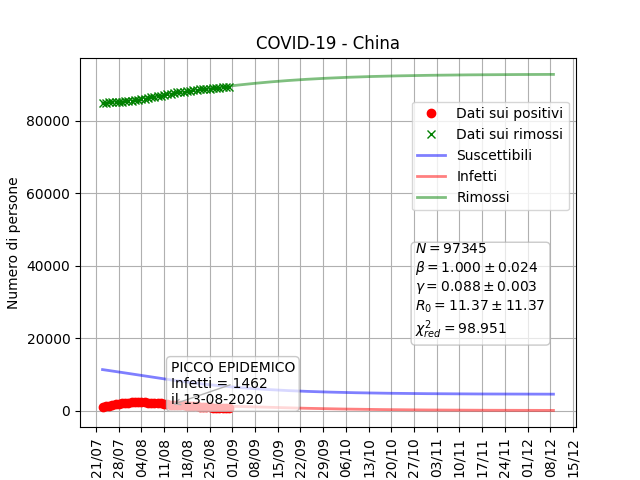 COVID-19 - China
Numero di persone
80000
60000
40000
20000
0
Dati sui positivi
Dati sui rimossi
Suscettibili
Infetti
Rimossi
N = 97345
β = 1.000 ± 0.024
γ = 0.088 ± 0.003
R₀ = 11.37 ± 11.37
χ²red = 98.951
PICCO EPIDEMICO
Infetti = 1462
il 13-08-2020
21/07 28/07 04/08 11/08 18/08 25/08 01/09 08/09 15/09 22/09 29/09 06/10 13/10 20/10 27/10 03/11 10/11 17/11 24/11 01/12 08/12 15/12